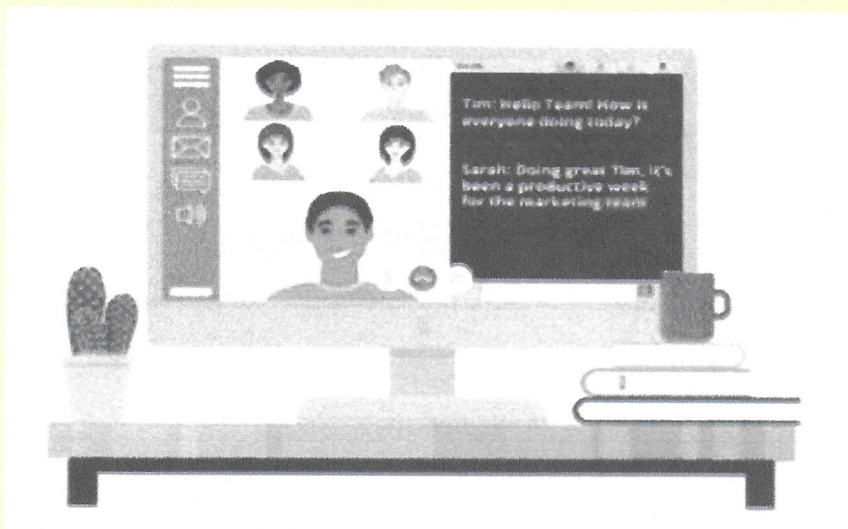 Tim: Hello Team! How is
everyone doing today?
Sarah: Doing great Tim. It's
been a productive week
for the marketing team